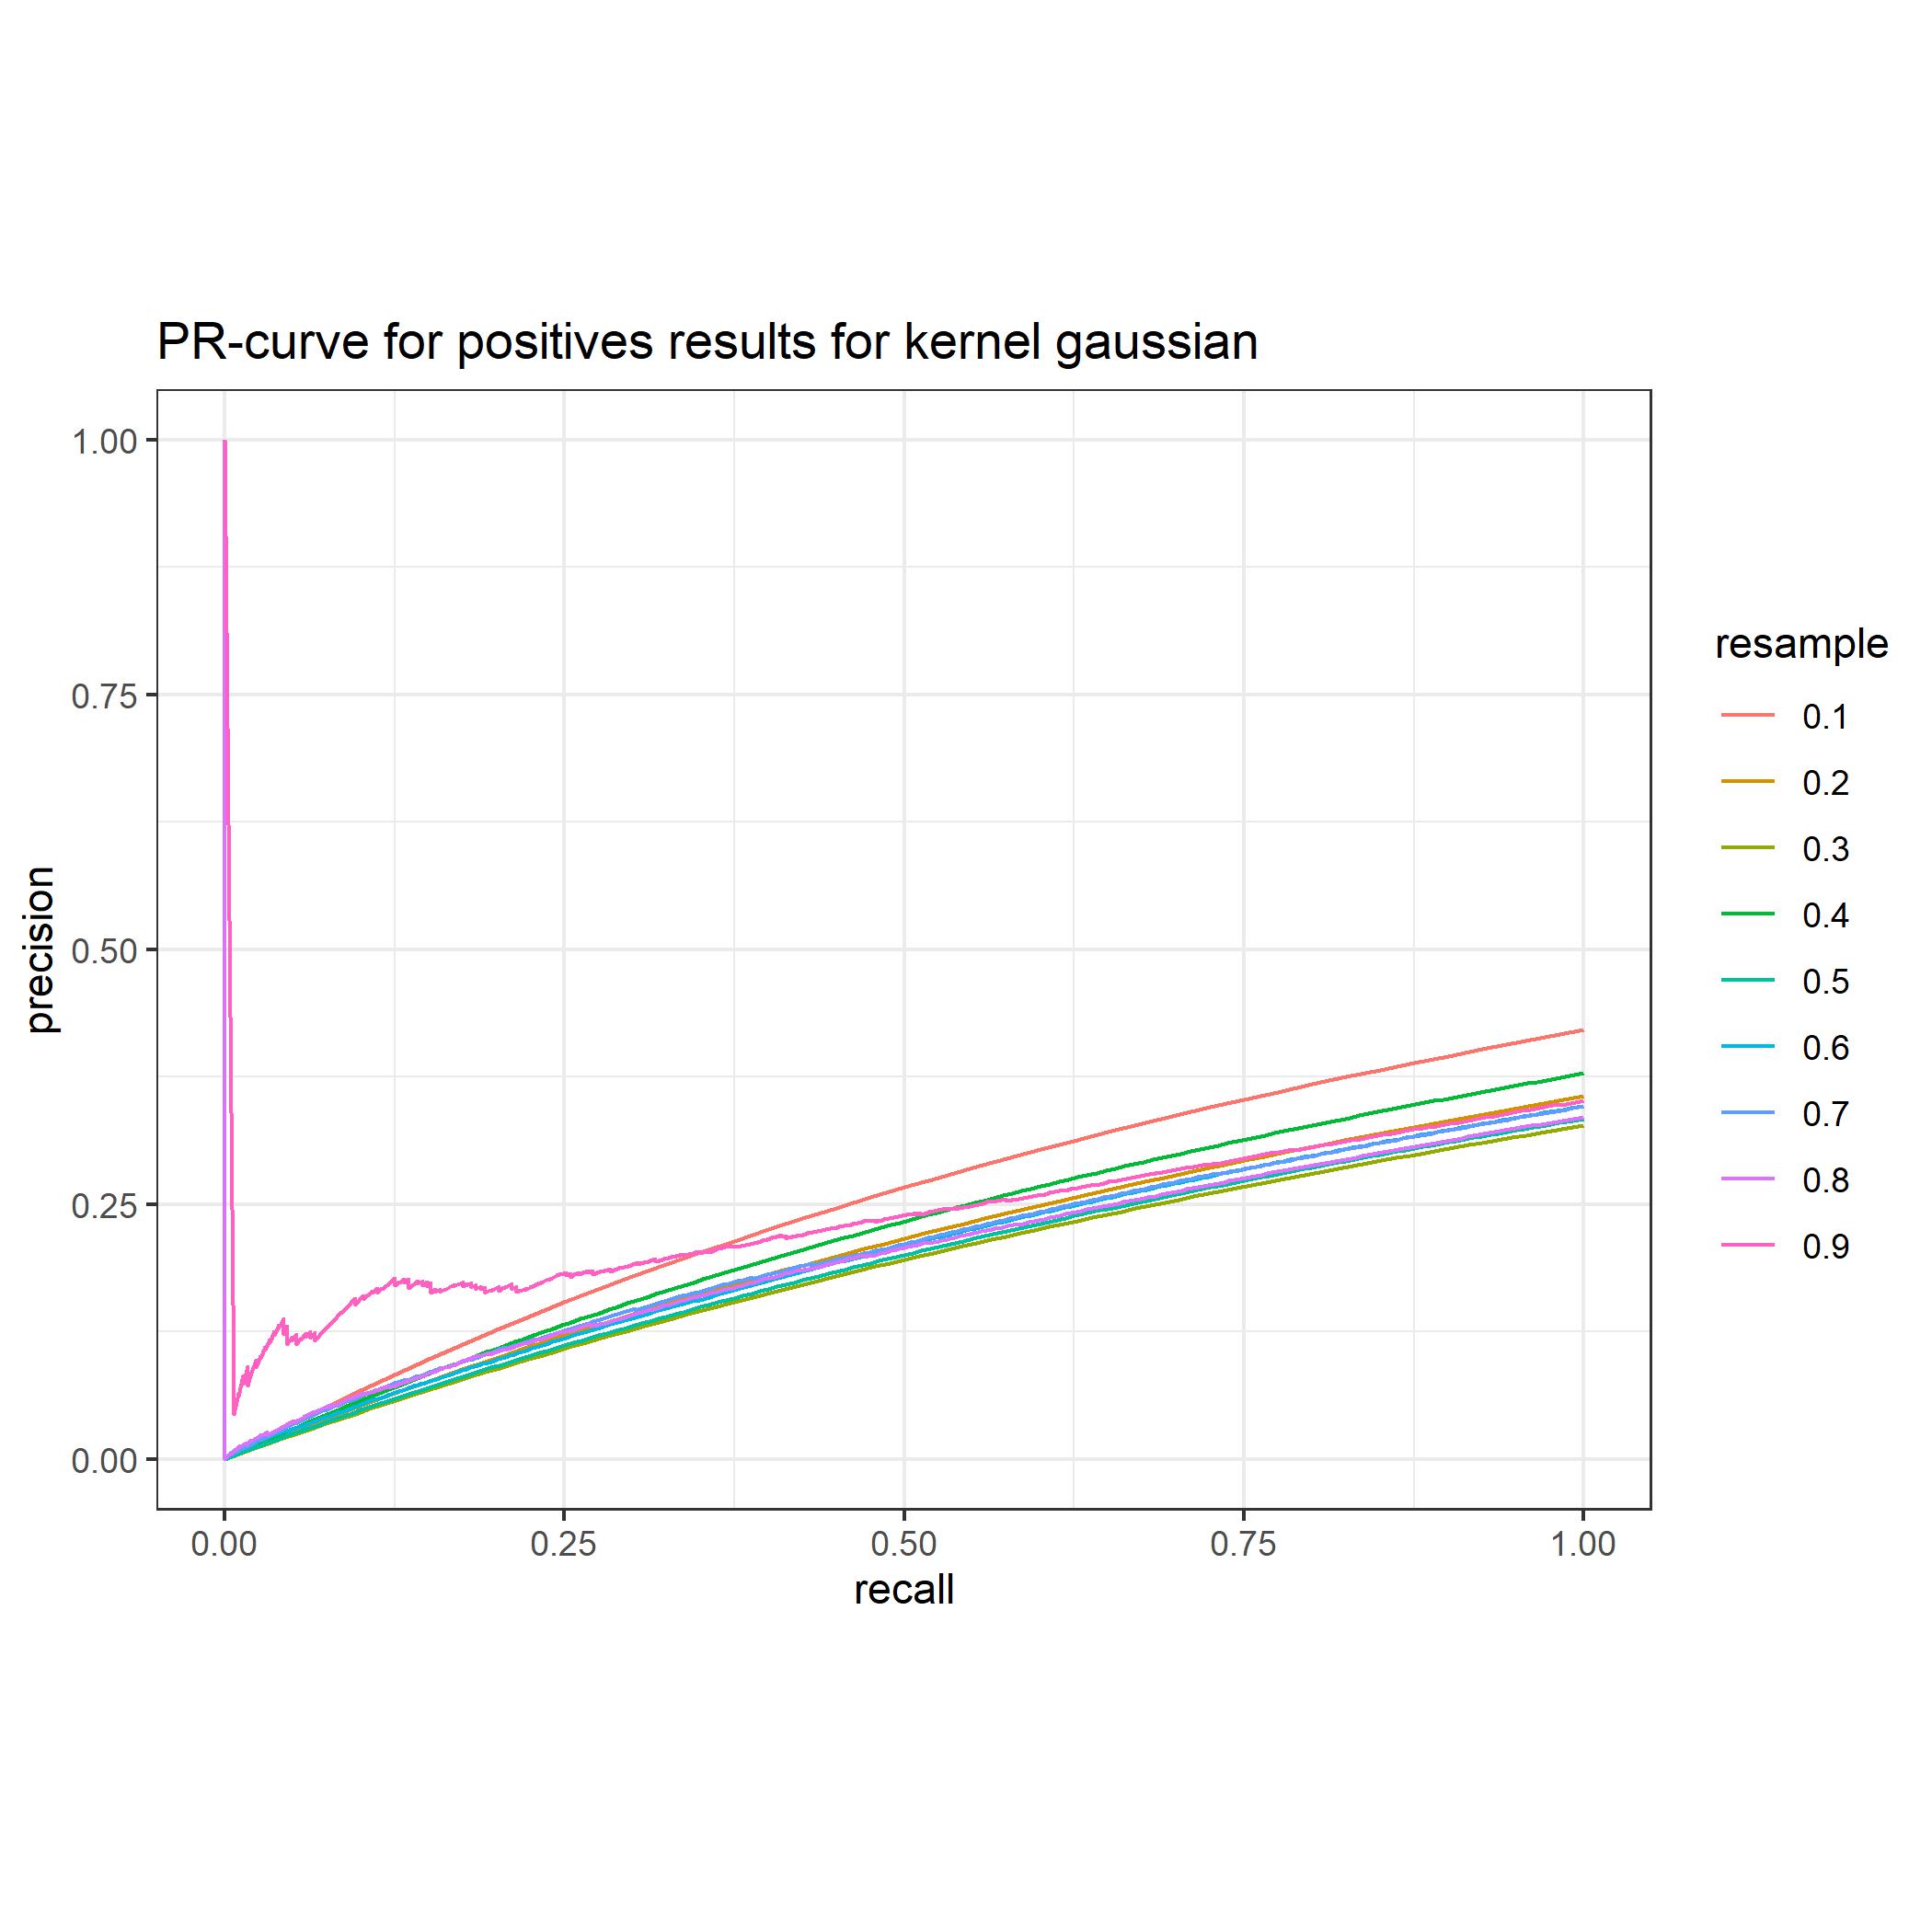 PR-curve for positives results for kernel gaussian
1.00
0.75
0.50
0.25
0.00
precision
0.00 0.25 0.50 0.75 1.00
recall
resample
0.1
0.2
0.3
0.4
0.5
0.6
0.7
0.8
0.9